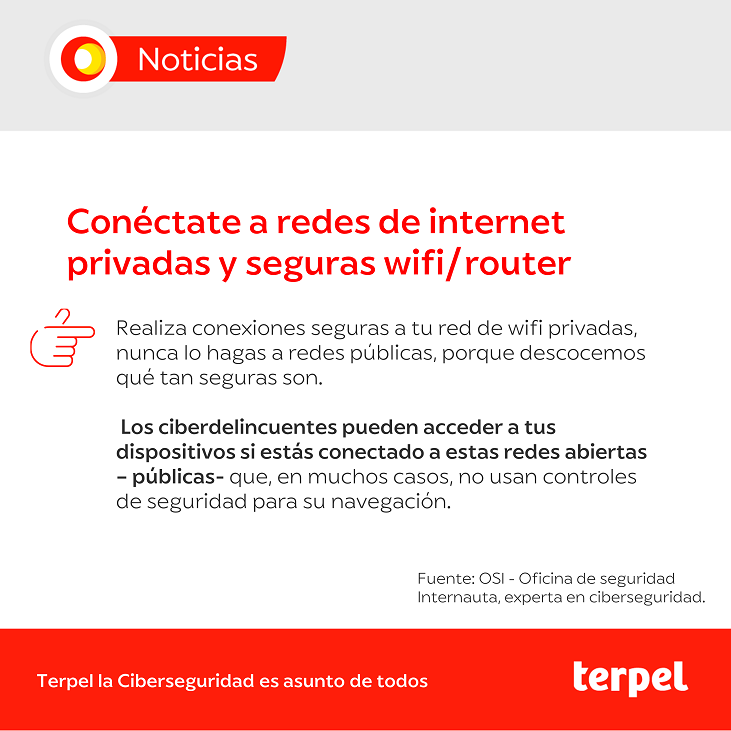 Noticias
Conéctate a redes de internet
privadas y seguras wifi/router
Realiza conexiones seguras a tu red de wifi privadas,
nunca lo hagas a redes públicas, porque descocemos
qué tan seguras son.
Los ciberdelincuentes pueden acceder a tus
dispositivos si estás conectado a estas redes abiertas
– públicas- que, en muchos casos, no usan controles
de seguridad para su navegación.
Fuente: OSI - Oficina de seguridad
Internauta, experta en ciberseguridad.
Terpel la Ciberseguridad es asunto de todos
terpel